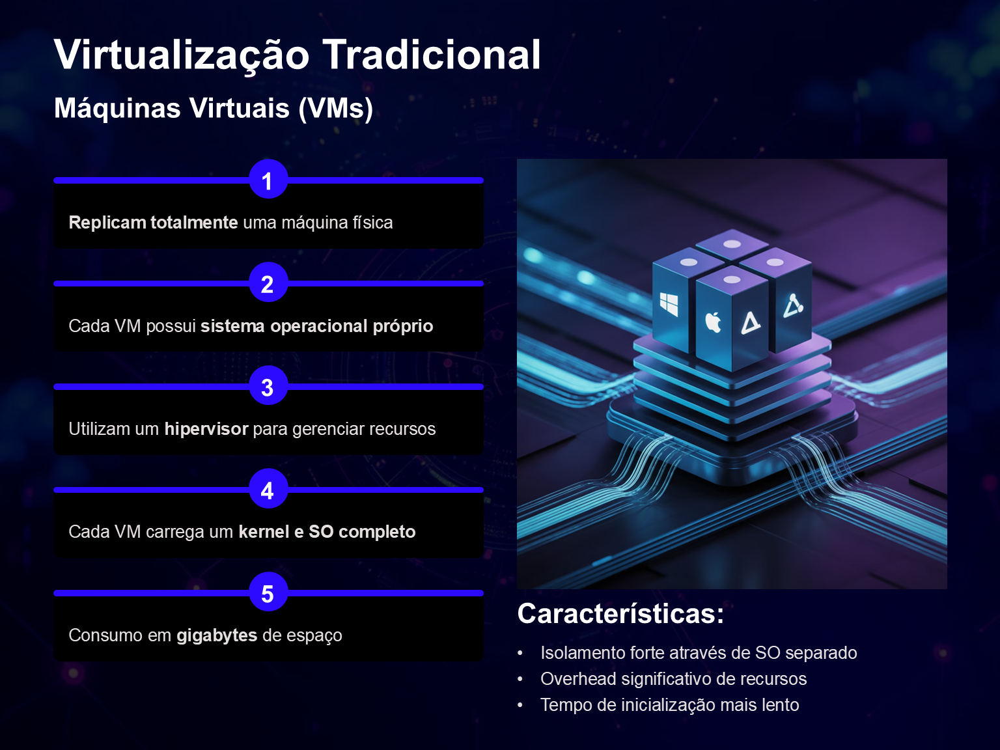 Virtualização Tradicional
Máquinas Virtuais (VMs)
1
Replicam totalmente uma máquina física
2
Cada VM possui sistema operacional próprio
3
Utilizam um hipervisor para gerenciar recursos
4
Cada VM carrega um kernel e SO completo
5
Consumo em gigabytes de espaço
Características:
• Isolamento forte através de SO separado
• Overhead significativo de recursos
• Tempo de inicialização mais lento